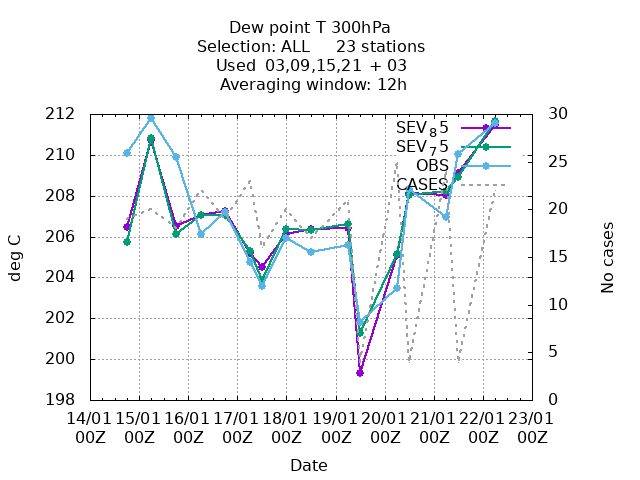 Dew point T 300hPa
Selection: ALL 23 stations
Used 03,09,15,21 + 03
Averaging window: 12h
212
210
208
206
204
202
200
198
30
25
20
15
10
5
0
SEV₈5
SEV₇5
OBS
CASES
deg C
No cases
14/01 15/01 16/01 17/01 18/01 19/01 20/01 21/01 22/01 23/01
00Z 00Z 00Z 00Z 00Z 00Z 00Z 00Z 00Z 00Z
Date